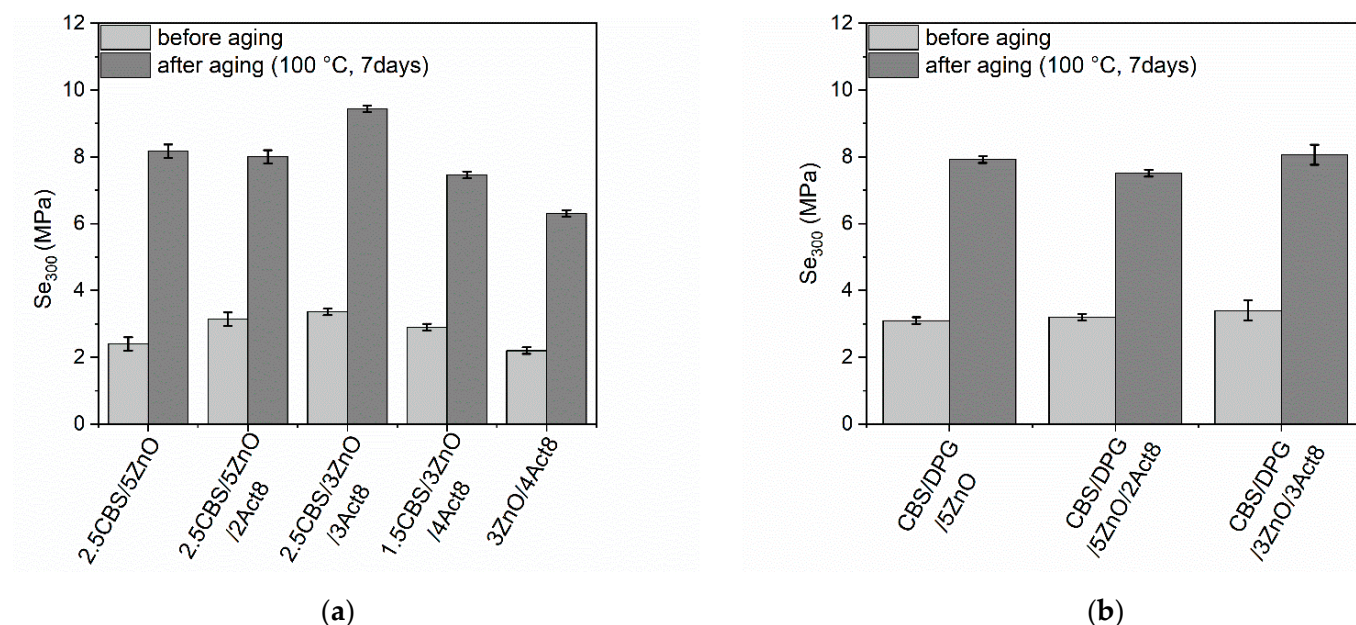 12
10
8
6
4
2
0
Se300 (MPa)
before aging
after aging (100 °C, 7days)
2.5CBS/5ZnO
2.5CBS/5ZnO
/2Act8
2.5CBS/3ZnO
/3Act8
1.5CBS/3ZnO
/4Act8
3ZnO/4Act8
(a)
12
10
8
6
4
2
0
Se300 (MPa)
before aging
after aging (100 °C, 7days)
CBS/DPG
/5ZnO
CBS/DPG
/5ZnO/2Act8
CBS/DPG
/3ZnO/3Act8
(b)